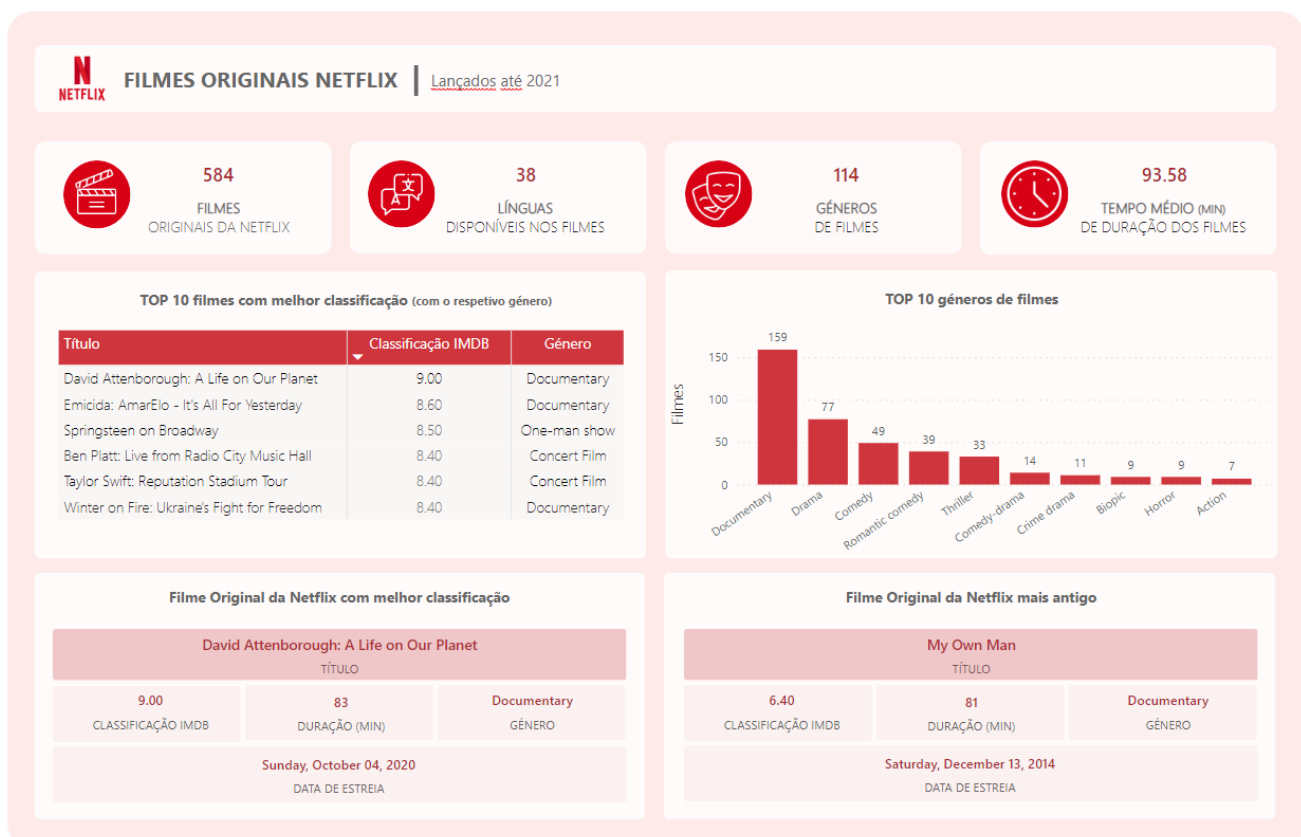 NETFLIX
FILMES ORIGINAIS NETFLIX | Lançados até 2021
584
FILMES
ORIGINAIS DA NETFLIX
38
LÍNGUAS
DISPONÍVEIS NOS FILMES
114
GÉNEROS
DE FILMES
93.58
TEMPO MÉDIO (MIN)
DE DURAÇÃO DOS FILMES
TOP 10 filmes com melhor classificação (com o respetivo género)
Título Classificação IMDB Género
David Attenborough: A Life on Our Planet 9.00 Documentary
Emicida: AmarElo - It's All For Yesterday 8.60 Documentary
Springsteen on Broadway 8.50 One-man show
Ben Platt: Live from Radio City Music Hall 8.40 Concert Film
Taylor Swift: Reputation Stadium Tour 8.40 Concert Film
Winter on Fire: Ukraine's Fight for Freedom 8.40 Documentary
TOP 10 géneros de filmes
Filmes
150
100
50
0
159
77
49
39
33
14
11
9
9
7
Documentary
Drama
Comedy
Romantic comedy
Thriller
Comedy-drama
Crime drama
Biopic
Horror
Action
Filme Original da Netflix com melhor classificação
David Attenborough: A Life on Our Planet
TÍTULO
9.00 83 Documentary
CLASSIFICAÇÃO IMDB DURAÇÃO (MIN) GÉNERO
Sunday, October 04, 2020
DATA DE ESTREIA
Filme Original da Netflix mais antigo
My Own Man
TÍTULO
6.40 81 Documentary
CLASSIFICAÇÃO IMDB DURAÇÃO (MIN) GÉNERO
Saturday, December 13, 2014
DATA DE ESTREIA